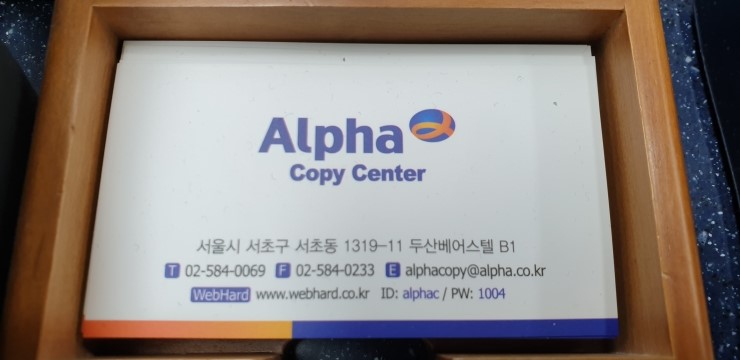 Alpha
Copy Center
서울시 서초구 서초동 1319-11 두산베어스텔 B1
T 02-584-0069 F 02-584-0233 E alphacopy@alpha.co.kr
WebHard www.webhard.co.kr ID: alphac / PW: 1004